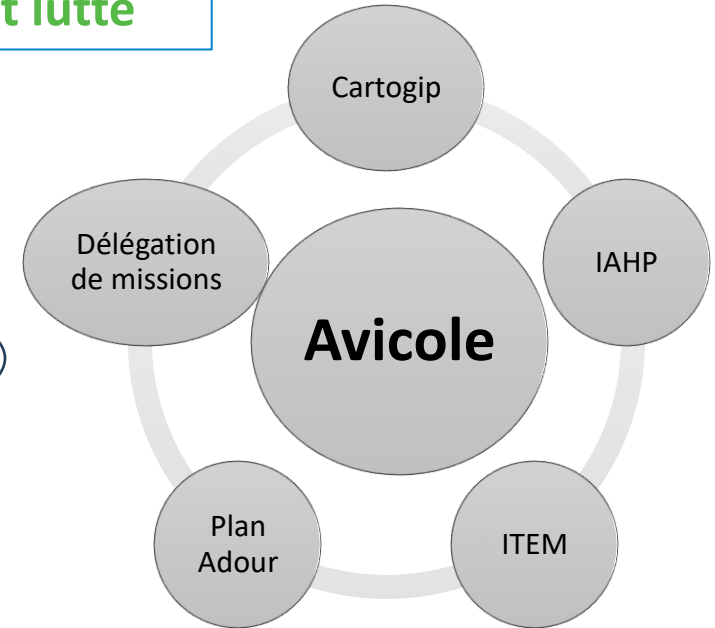 t lutte
Cartogip
Délégation
de missions
IAHP
Avicole
Plan
Adour
ITEM